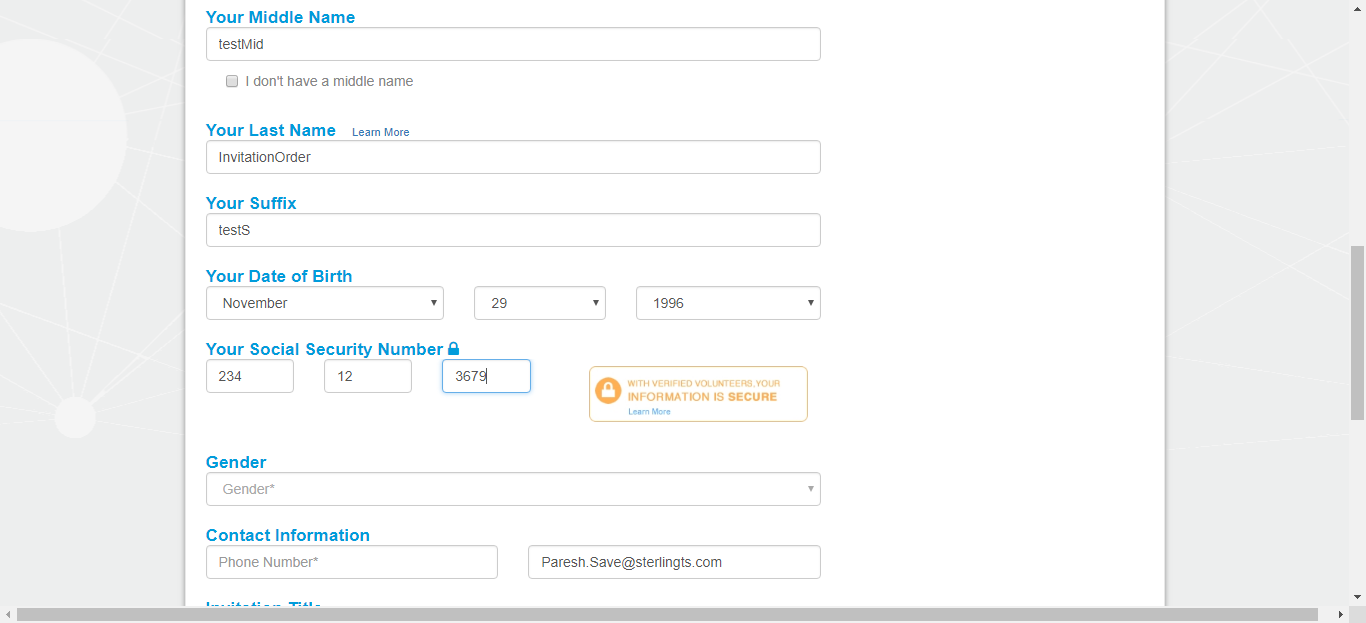 Your Middle Name
testMid
I don't have a middle name
Your Last Name Learn More
InvitationOrder
Your Suffix
testS
Your Date of Birth
November 29 1996
Your Social Security Number
234 12 3679
WITH VERIFIED VOLUNTEERS,YOUR
INFORMATION IS SECURE
Learn More
Gender
Gender*
Contact Information
Phone Number* Paresh.Save@sterlingts.com
Invitation Title